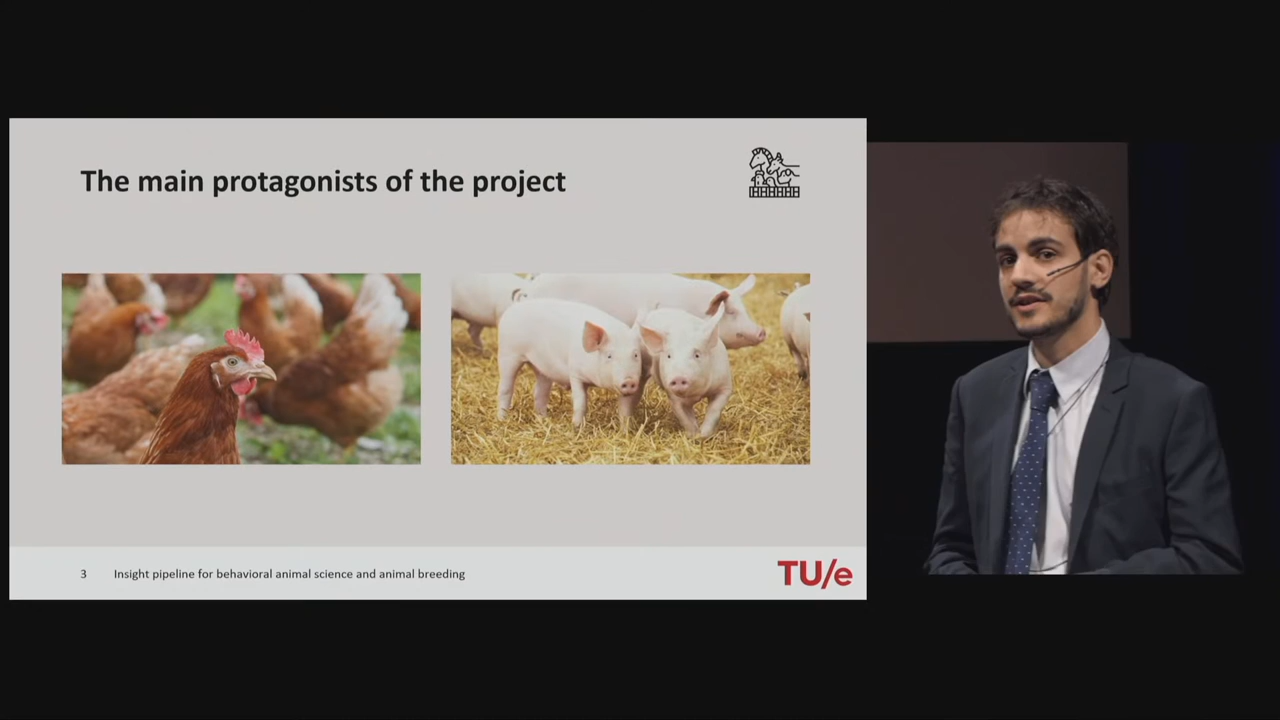 The main protagonists of the project
3 Insight pipeline for behavioral animal science and animal breeding
TU/e